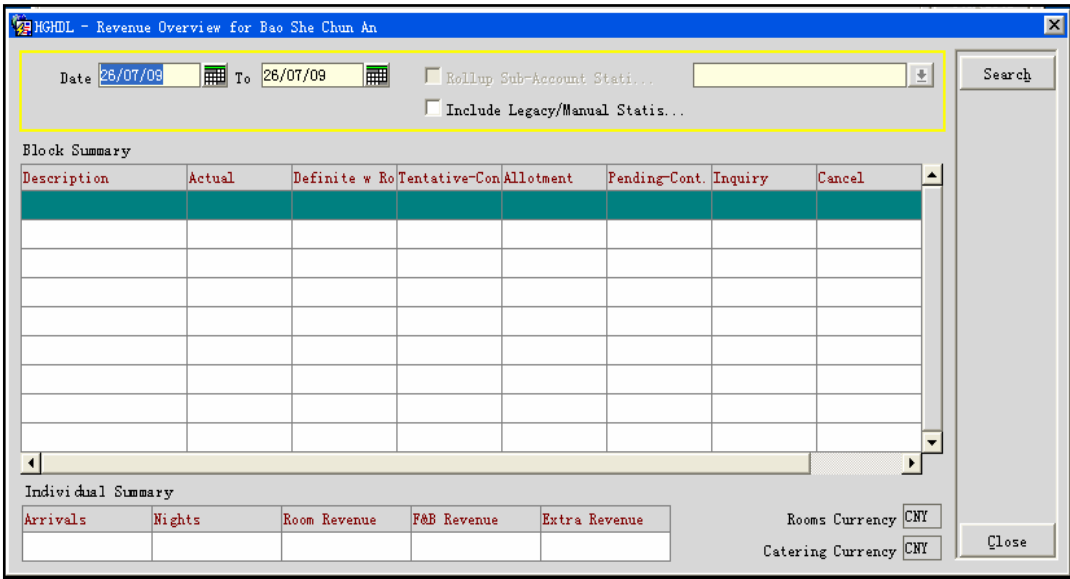 HGHDL - Revenue Overview for Bao She Chun An
Date 26/07/09 To 26/07/09 Rollup Sub-Account Stati... Search
Include Legacy/Manual Statis...
Block Summary
Description Actual Definite w Ro Tentative-Con Allotment Pending-Cont. Inquiry Cancel
Individual Summary
Arrivals Nights Room Revenue F&B Revenue Extra Revenue
Rooms Currency CNY
Catering Currency CNY
Close